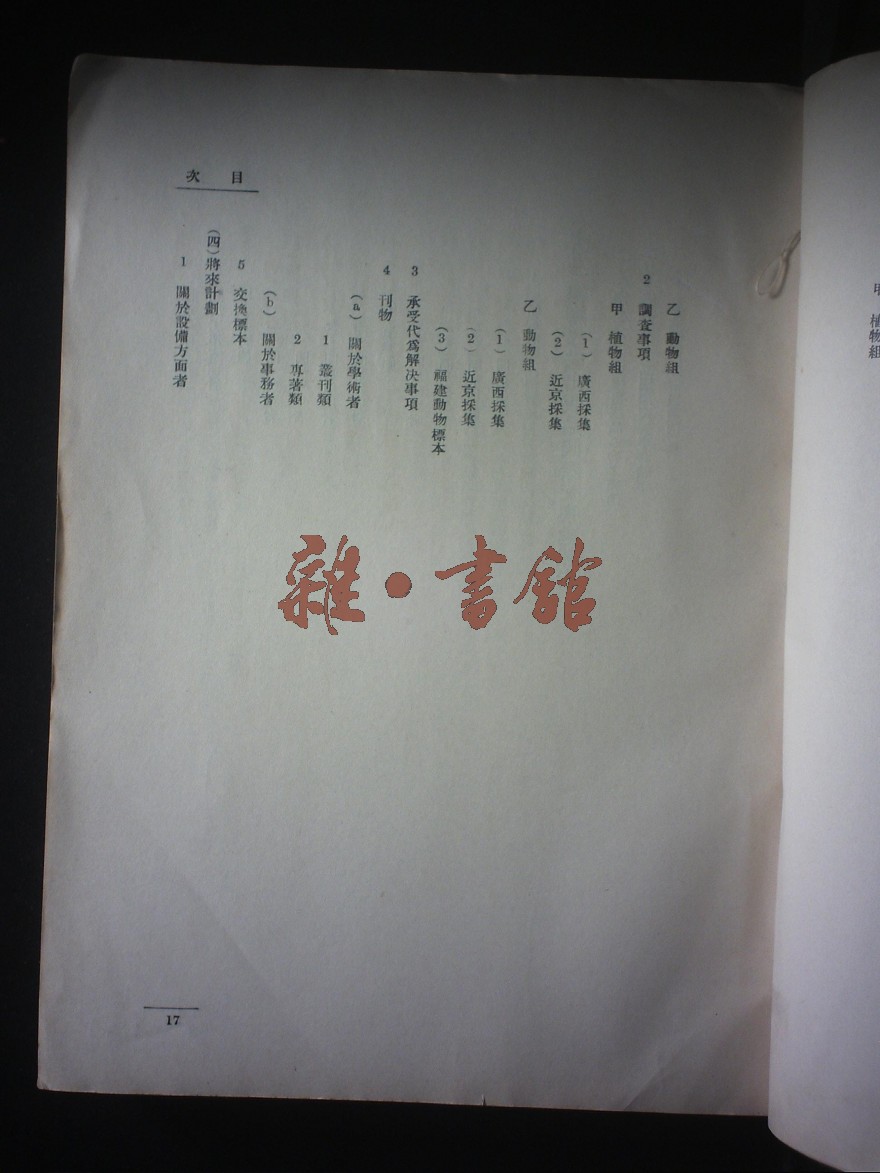 目次
乙 動物組
2 調查事項
甲 植物組
(1) 廣西採集
(2) 近京採集
乙 動物組
(1) 廣西採集
(2) 近京採集
(3) 福建動物標本
3 承受代爲解決事項
4 刊物
(a) 關於學術者
1 叢刊類
2 專著類
(b) 關於事務者
5 交換標本
(四)將來計劃
1 關於設備方面者
17
雜·書館
甲 植物組